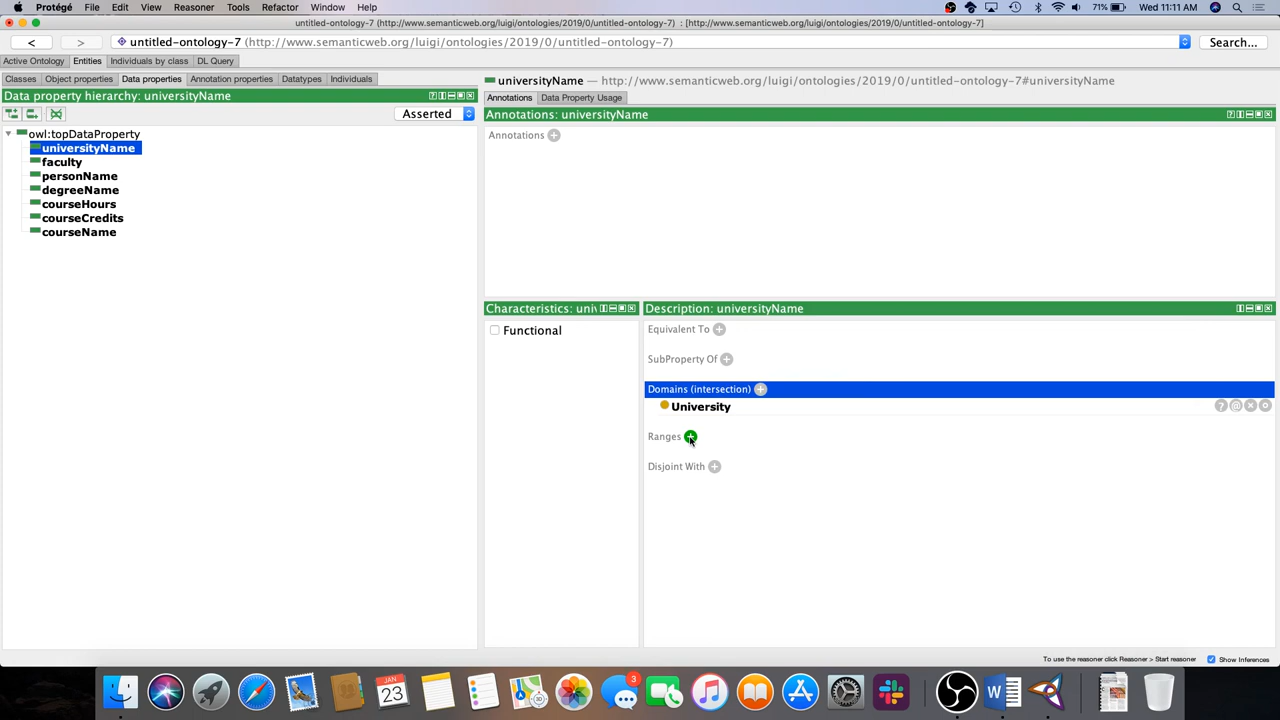 Protégé File Edit View Reasoner Tools Refactor Window Help 71% Wed 11:11 AM
untitled-ontology-7 (http://www.semanticweb.org/luigi/ontologies/2019/0/untitled-ontology-7) : [http://www.semanticweb.org/luigi/ontologies/2019/0/untitled-ontology-7]
< > untitled-ontology-7 (http://www.semanticweb.org/luigi/ontologies/2019/0/untitled-ontology-7) Search...
Active Ontology Entities Individuals by class DL Query
Classes Object properties Data properties Annotation properties Datatypes Individuals
universityName — http://www.semanticweb.org/luigi/ontologies/2019/0/untitled-ontology-7#universityName
Data property hierarchy: universityName
Annotations Data Property Usage
Asserted
Annotations: universityName
owl:topDataProperty
Annotations
universityName
faculty
personName
degreeName
courseHours
courseCredits
courseName
Characteristics: univ
Description: universityName
Functional
Equivalent To
SubProperty Of
Domains (intersection)
University
Ranges
Disjoint With
To use the reasoner click Reasoner > Start reasoner Show Inferences
JAN
23
3